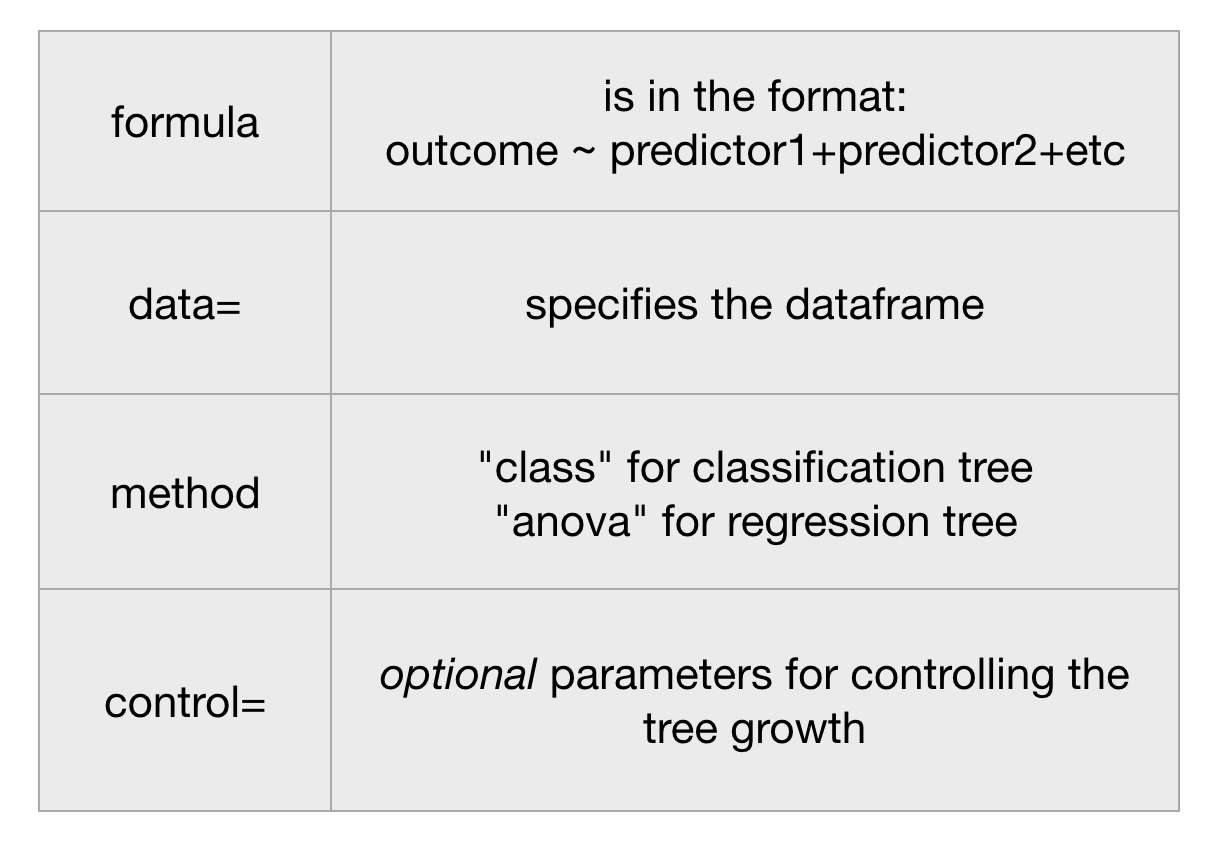 formula
is in the format:
outcome ~ predictor1+predictor2+etc
data=
specifies the dataframe
method
"class" for classification tree
"anova" for regression tree
control=
optional parameters for controlling the
tree growth